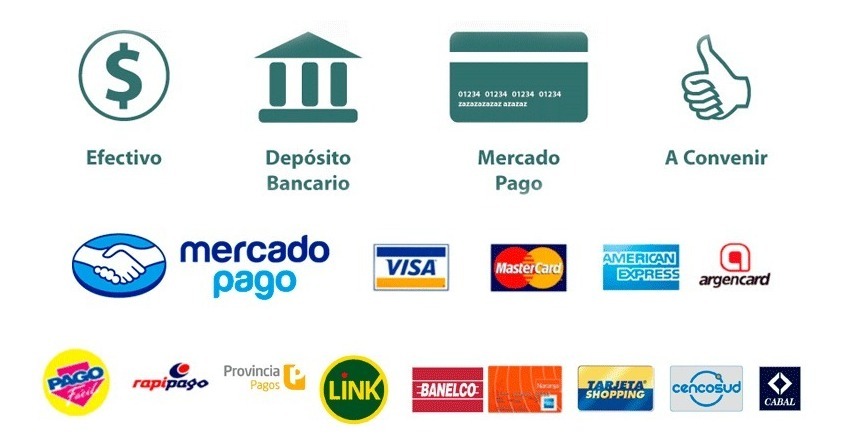 $
01234 01234 01234 01234
zazazazazaz azazaz
Efectivo
Depósito
Bancario
Mercado
Pago
A Convenir
mercado
pago
VISA
MasterCard
AMERICAN
EXPRESS
argencard
PAGO
Fácil
rapipago
Provincia
Pagos
LINK
BANELCO
Naranja
TARJETA
SHOPPING
cencosud
CABAL